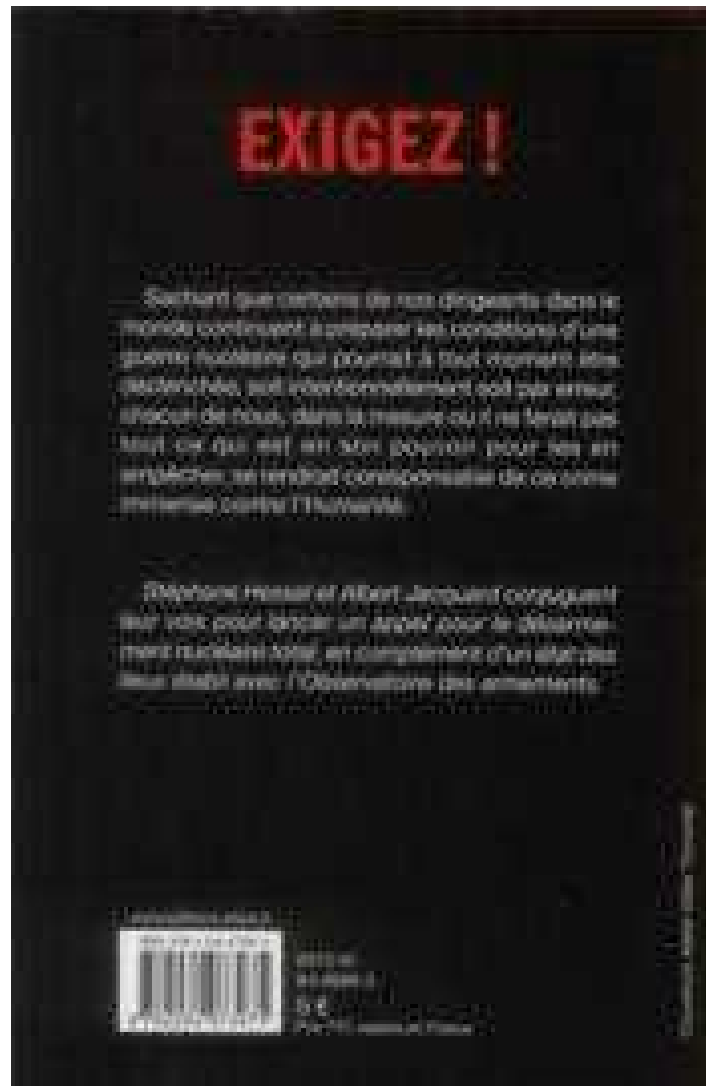 EXIGEZ !
Sachant que certains de nos dirigeants dans le
monde continuent à préparer les conditions d'une
guerre nucléaire qui pourrait à tout moment être
déclenchée, soit intentionnellement soit par erreur,
chacun de nous, dans la mesure où il ne ferait pas
tout ce qui est en son pouvoir pour les en
empêcher, se rendrait coresponsable de ce crime
immense contre l'humanité.
Stéphane Hessel et Albert Jacquard conjuguent
leur voix pour lancer un appel pour le désarme-
ment nucléaire total, en complément d'un état des
lieux établi avec l'Observatoire des armements.